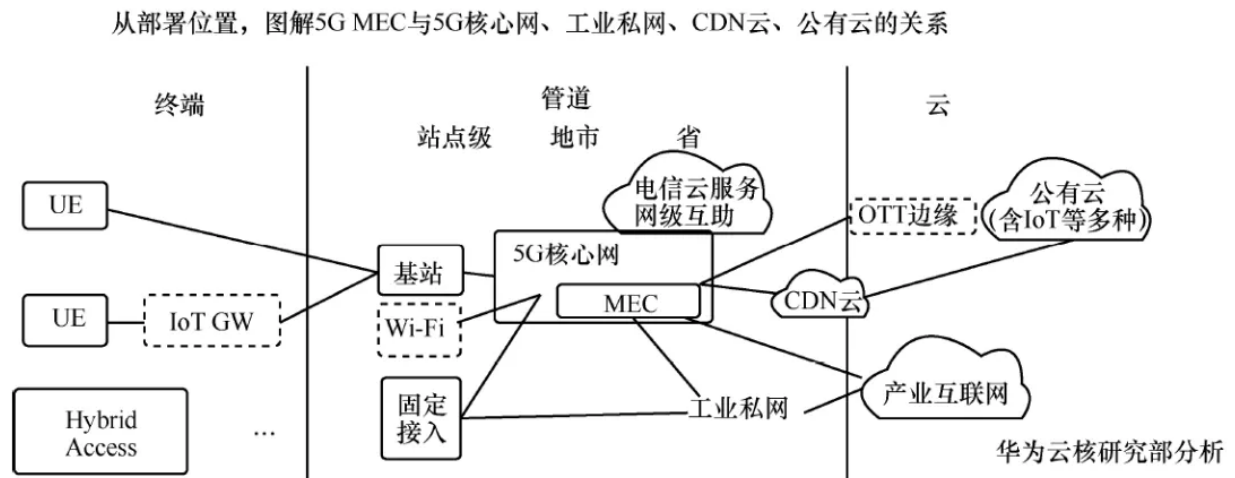 从部署位置，图解5G MEC与5G核心网、工业私网、CDN云、公有云的关系
终端
管道
云
站点级 地市 省
UE
电信云服务
网级互助
OTT边缘
公有云
(含IoT等多种)
基站
5G核心网
MEC
CDN云
UE
IoT GW
Wi-Fi
Hybrid
Access
...
固定
接入
工业私网
产业互联网
华为云核研究部分析